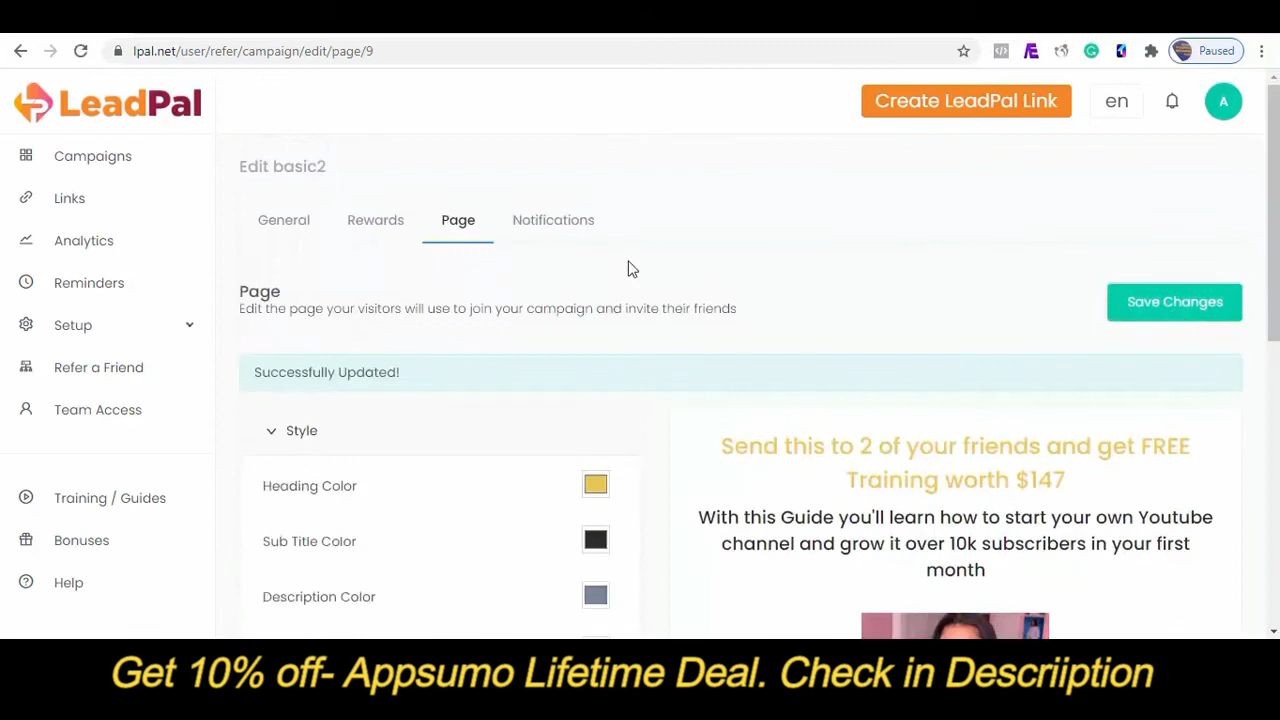 lpal.net/user/refer/campaign/edit/page/9
Paused
LeadPal
Create LeadPal Link
en
A
Campaigns
Links
Analytics
Reminders
Setup
Refer a Friend
Team Access
Training / Guides
Bonuses
Help
Edit basic2
General Rewards Page Notifications
Page
Edit the page your visitors will use to join your campaign and invite their friends
Save Changes
Successfully Updated!
Style
Heading Color
Sub Title Color
Description Color
Send this to 2 of your friends and get FREE
Training worth $147
With this Guide you'll learn how to start your own Youtube
channel and grow it over 10k subscribers in your first
month
Get 10% off- Appsumo Lifetime Deal. Check in Descriiption